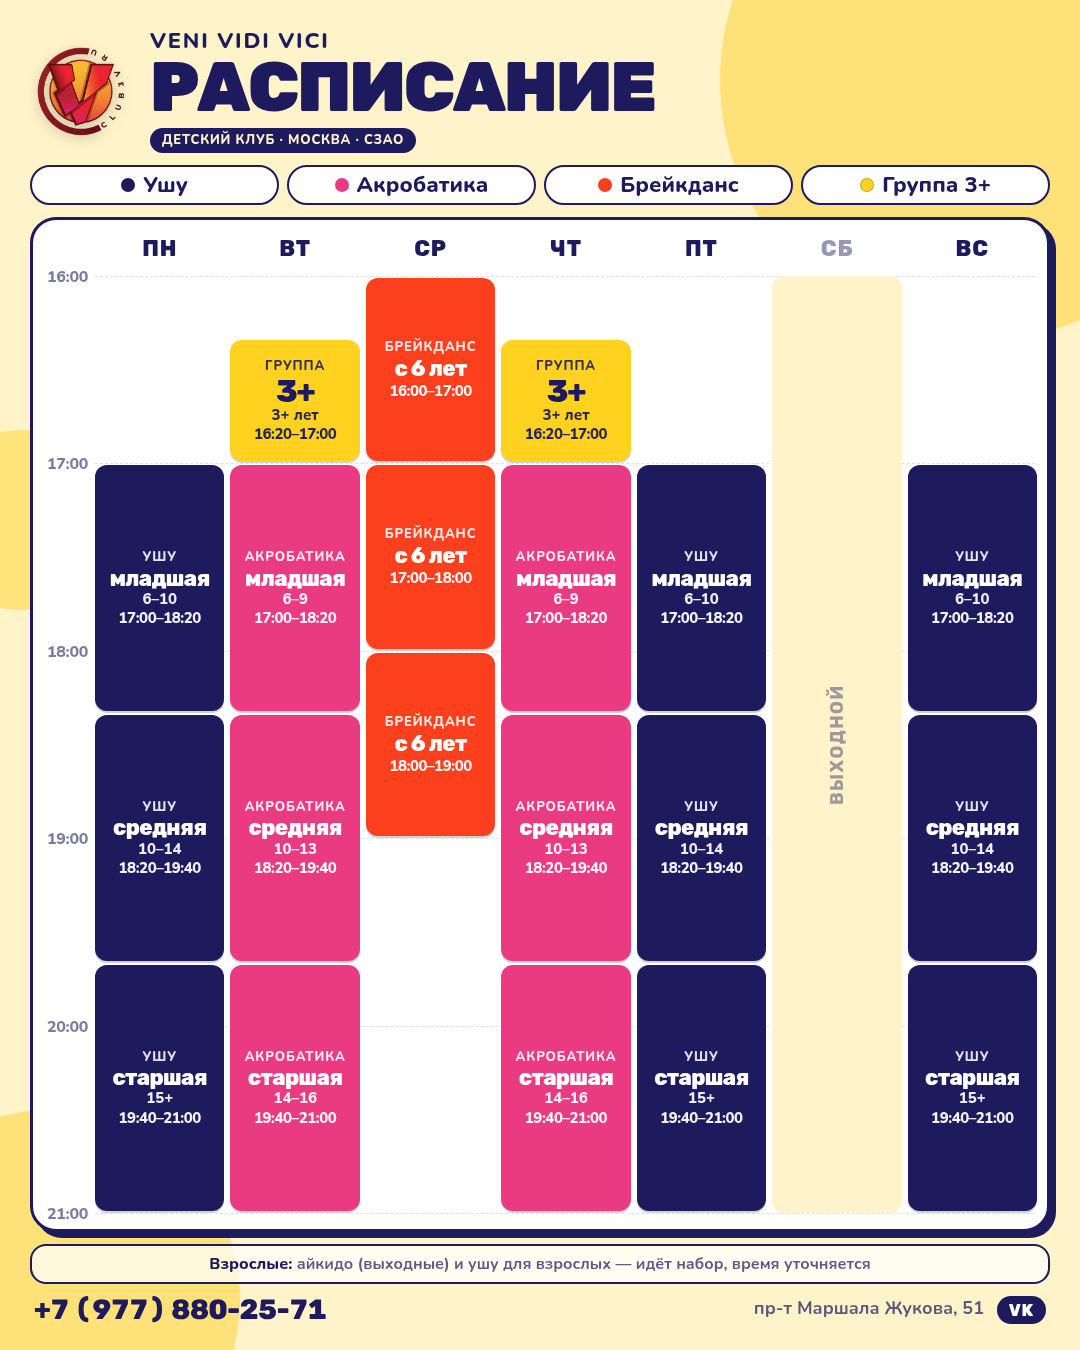 VENI VIDI VICI
РАСПИСАНИЕ
ДЕТСКИЙ КЛУБ · МОСКВА · СЗАО
Ушу
Акробатика
Брейкданс
Группа 3+
ПН ВТ СР ЧТ ПТ СБ ВС
16:00
БРЕЙКДАНС
с 6 лет
16:00–17:00
ГРУППА
3+
3+ лет
16:20–17:00
ГРУППА
3+
3+ лет
16:20–17:00
17:00
УШУ
младшая
6–10
17:00–18:20
АКРОБАТИКА
младшая
6–9
17:00–18:20
БРЕЙКДАНС
с 6 лет
17:00–18:00
АКРОБАТИКА
младшая
6–9
17:00–18:20
УШУ
младшая
6–10
17:00–18:20
УШУ
младшая
6–10
17:00–18:20
18:00
БРЕЙКДАНС
с 6 лет
18:00–19:00
ВЫХОДНОЙ
УШУ
средняя
10–14
18:20–19:40
АКРОБАТИКА
средняя
10–13
18:20–19:40
АКРОБАТИКА
средняя
10–13
18:20–19:40
УШУ
средняя
10–14
18:20–19:40
УШУ
средняя
10–14
18:20–19:40
19:00
20:00
УШУ
старшая
15+
19:40–21:00
АКРОБАТИКА
старшая
14–16
19:40–21:00
АКРОБАТИКА
старшая
14–16
19:40–21:00
УШУ
старшая
15+
19:40–21:00
УШУ
старшая
15+
19:40–21:00
21:00
Взрослые: айкидо (выходные) и ушу для взрослых — идёт набор, время уточняется
+7 (977) 880-25-71
пр-т Маршала Жукова, 51
VK